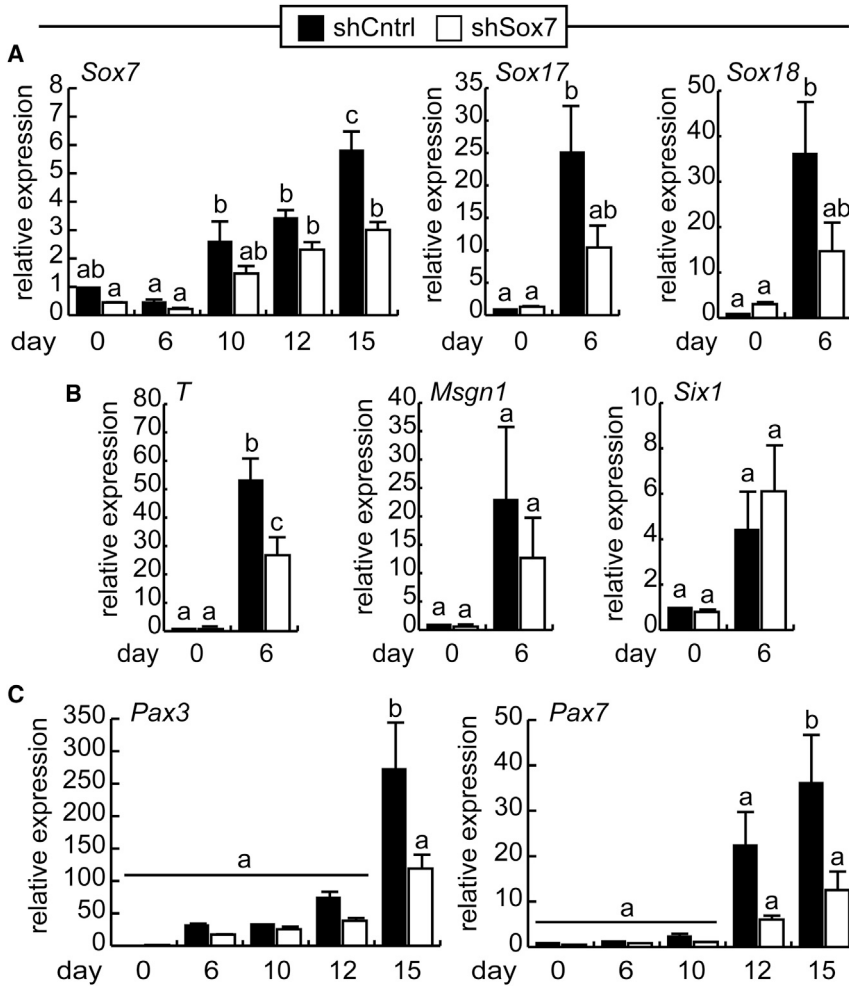 shCntrl shSox7
A
Sox7 Sox17 Sox18
relative expression
8
7
6
5
4
3
2
1
0
ab a a a b ab b b c b
day 0 6 10 12 15
relative expression
35
30
25
20
15
10
5
0
a a b ab
0 6
relative expression
50
40
30
20
10
0
a a b ab
0 6
B
T Msgn1 Six1
relative expression
80
70
60
50
40
30
20
10
0
a a b c
day 0 6
relative expression
40
35
30
25
20
15
10
5
0
a a a a
day 0 6
relative expression
10
8
6
4
2
0
a a a a
day 0 6
C
Pax3 Pax7
relative expression
350
300
250
200
150
100
50
0
a b a
day 0 6 10 12 15
relative expression
50
40
30
20
10
0
a a a b a
day 0 6 10 12 15